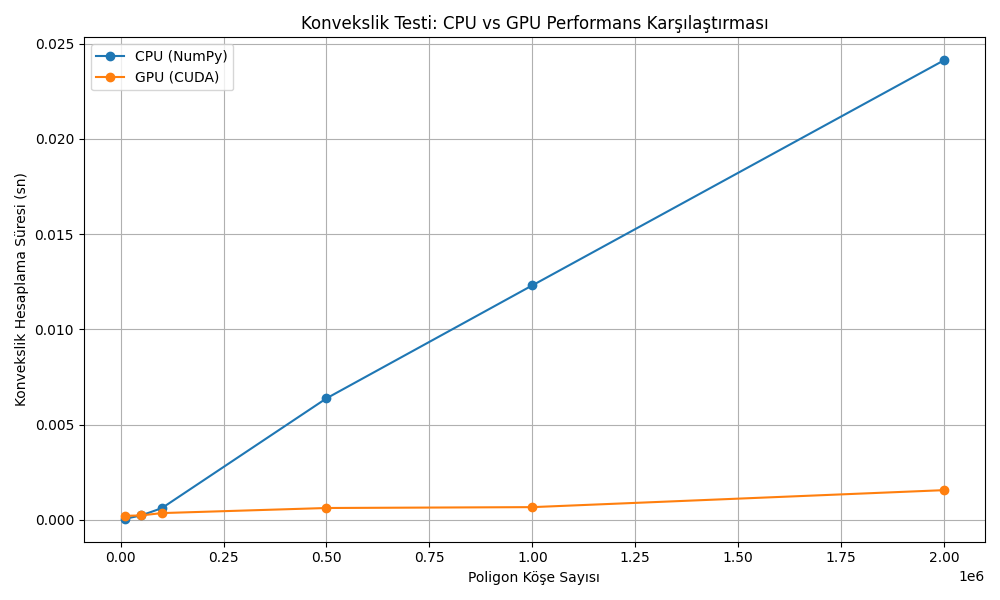 Konvekslik Testi: CPU vs GPU Performans Karşılaştırması
CPU (NumPy)
GPU (CUDA)
Konvekslik Hesaplama Süresi (sn)
0.025
0.020
0.015
0.010
0.005
0.000
0.00 0.25 0.50 0.75 1.00 1.25 1.50 1.75 2.00
1e6
Poligon Köşe Sayısı